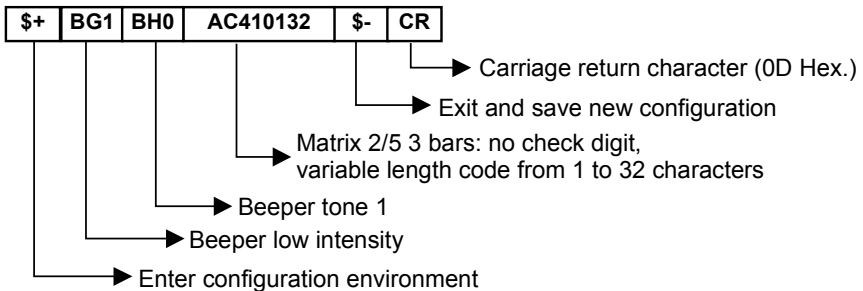 $+ BG1 BH0 AC410132 $- CR
Carriage return character (0D Hex.)
Exit and save new configuration
Matrix 2/5 3 bars: no check digit,
variable length code from 1 to 32 characters
Beeper tone 1
Beeper low intensity
Enter configuration environment